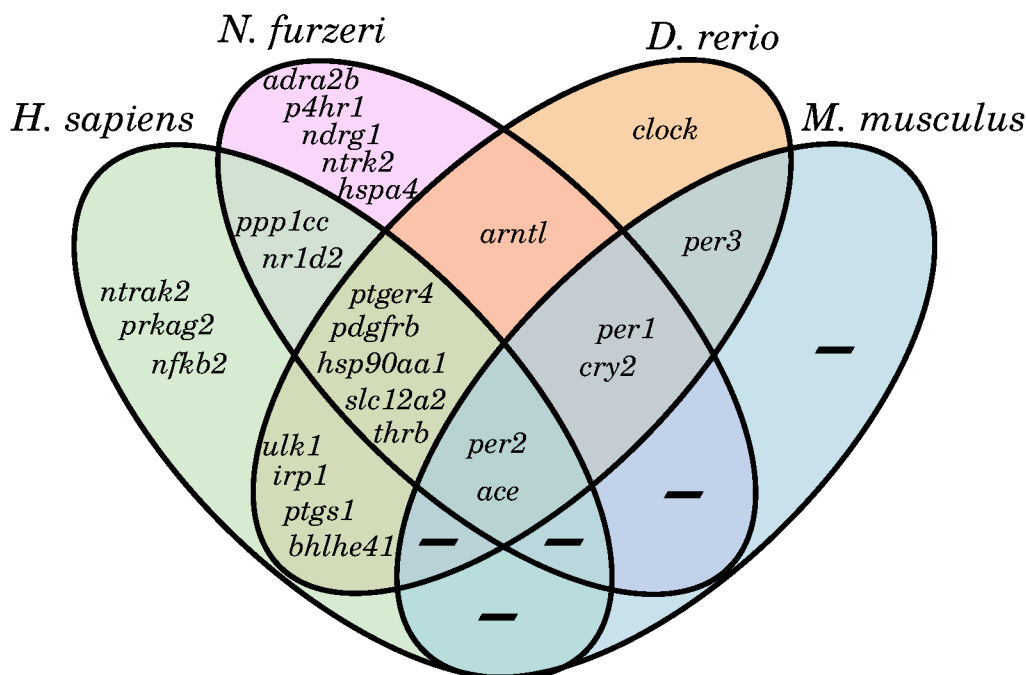 N. furzeri
D. rerio
H. sapiens
M. musculus
adra2b
p4hr1
ndrg1
ntrk2
hspa4
clock
ppp1cc
nr1d2
arntl
per3
ntrak2
prkag2
nfkb2
ptger4
pdgfrb
hsp90aa1
slc12a2
thrb
per1
cry2
–
ulk1
irp1
ptgs1
bhlhe41
per2
ace
–
–
–
–